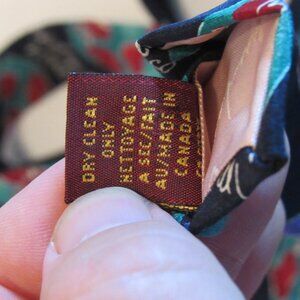 DRY CLEAN
ONLY
NETTOYAGE
A SEC/FAIT
AU/MADE IN
CANADA